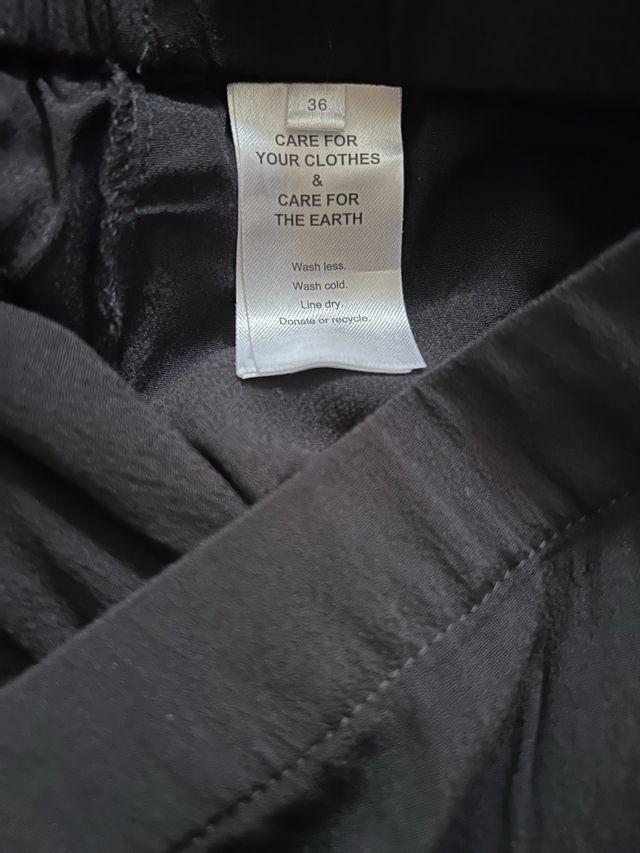 36
CARE FOR
YOUR CLOTHES
&
CARE FOR
THE EARTH
Wash less.
Wash cold.
Line dry.
Donate or recycle.